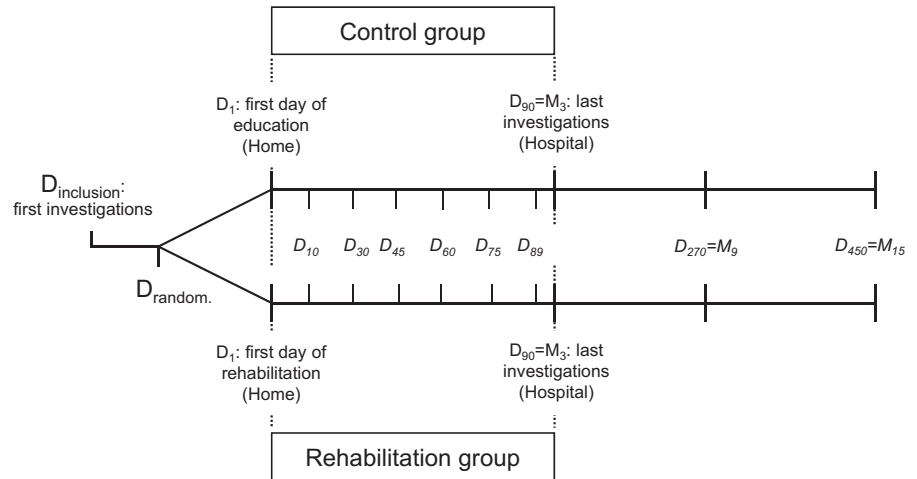 Control group
D1: first day of
education
(Home)
D90=M3: last
investigations
(Hospital)
Dinclusion:
first investigations
D10 D30 D45 D60 D75 D89 D270=M9 D450=M15
Drandom.
D1: first day of
rehabilitation
(Home)
D90=M3: last
investigations
(Hospital)
Rehabilitation group